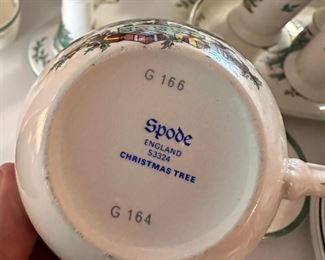 G 166
Spode
ENGLAND
S3324
CHRISTMAS TREE
G 164